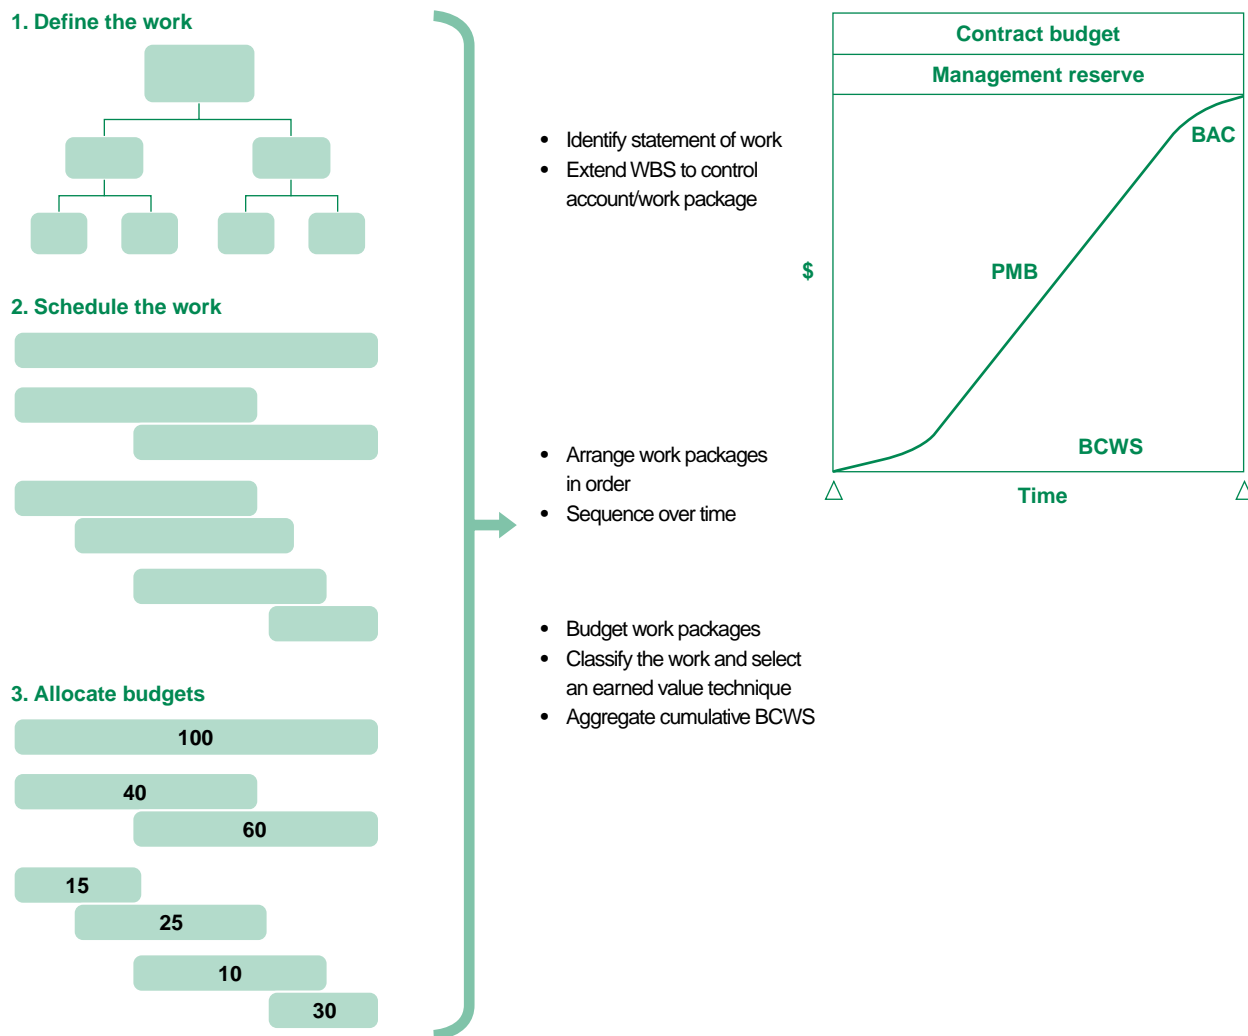 1. Define the work
2. Schedule the work
3. Allocate budgets
100
40
60
15
25
10
30
• Identify statement of work
• Extend WBS to control
account/work package
• Arrange work packages
in order
• Sequence over time
• Budget work packages
• Classify the work and select
an earned value technique
• Aggregate cumulative BCWS
Contract budget
Management reserve
BAC
$
PMB
BCWS
Time